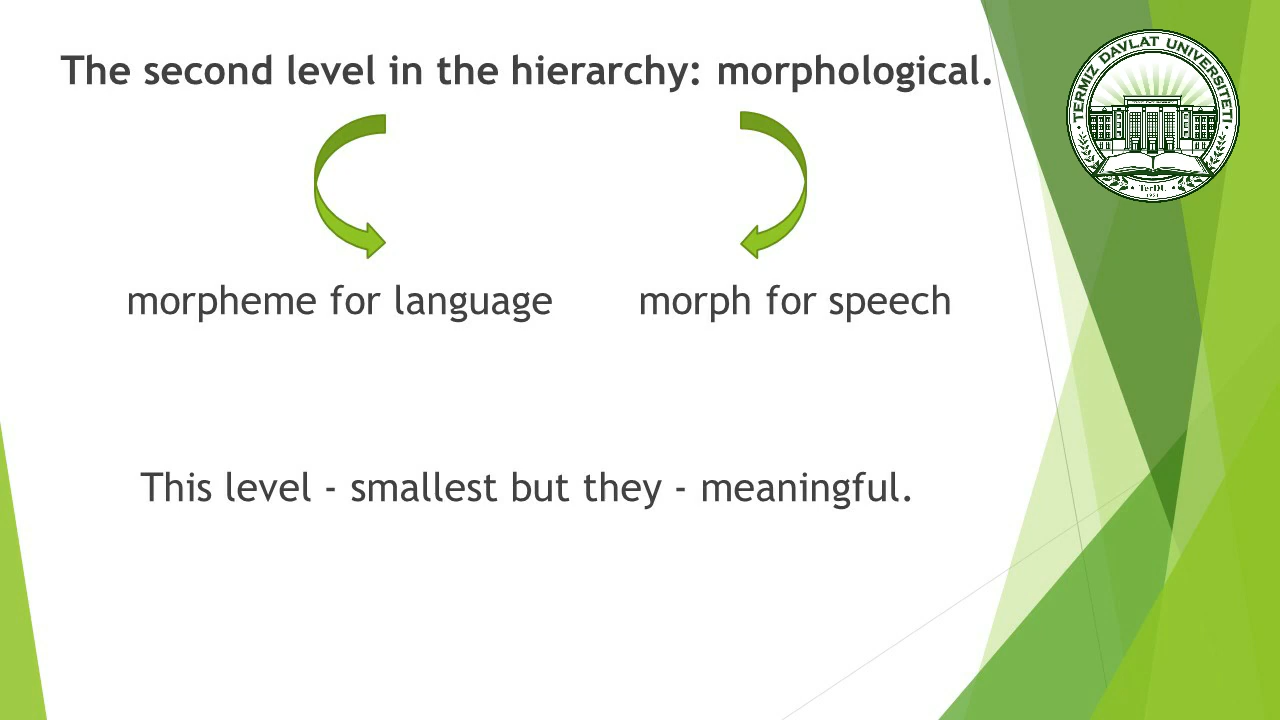 The second level in the hierarchy: morphological.
TERMIZ DAVLAT UNIVERSITETI
morpheme for language morph for speech
This level - smallest but they - meaningful.